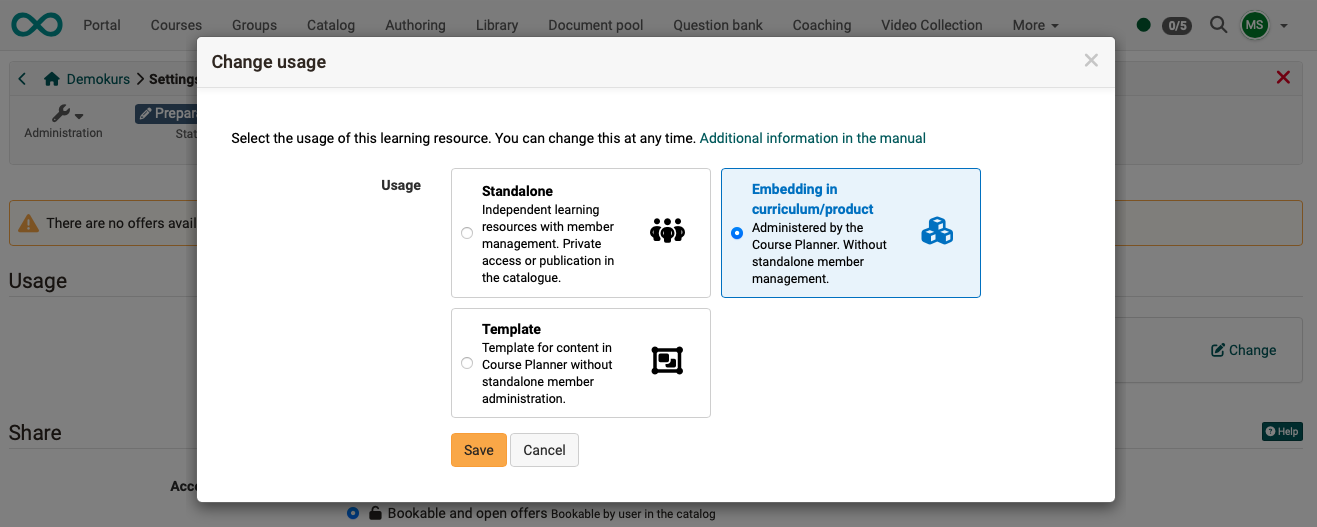 Portal Courses Groups Catalog Authoring Library Document pool Question bank Coaching Video Collection More 0/5 MS
Change usage
Demokurs Settings
Administration
Select the usage of this learning resource. You can change this at any time. Additional information in the manual
Usage
Standalone
Independent learning
resources with member
management. Private
access or publication in
the catalogue.
Embedding in
curriculum/product
Administered by the
Course Planner. Without
standalone member
management.
Template
Template for content in
Course Planner without
standalone member
administration.
Save Cancel
There are no offers avail
Usage
Change
Share
Help
Bookable and open offers Bookable by user in the catalog